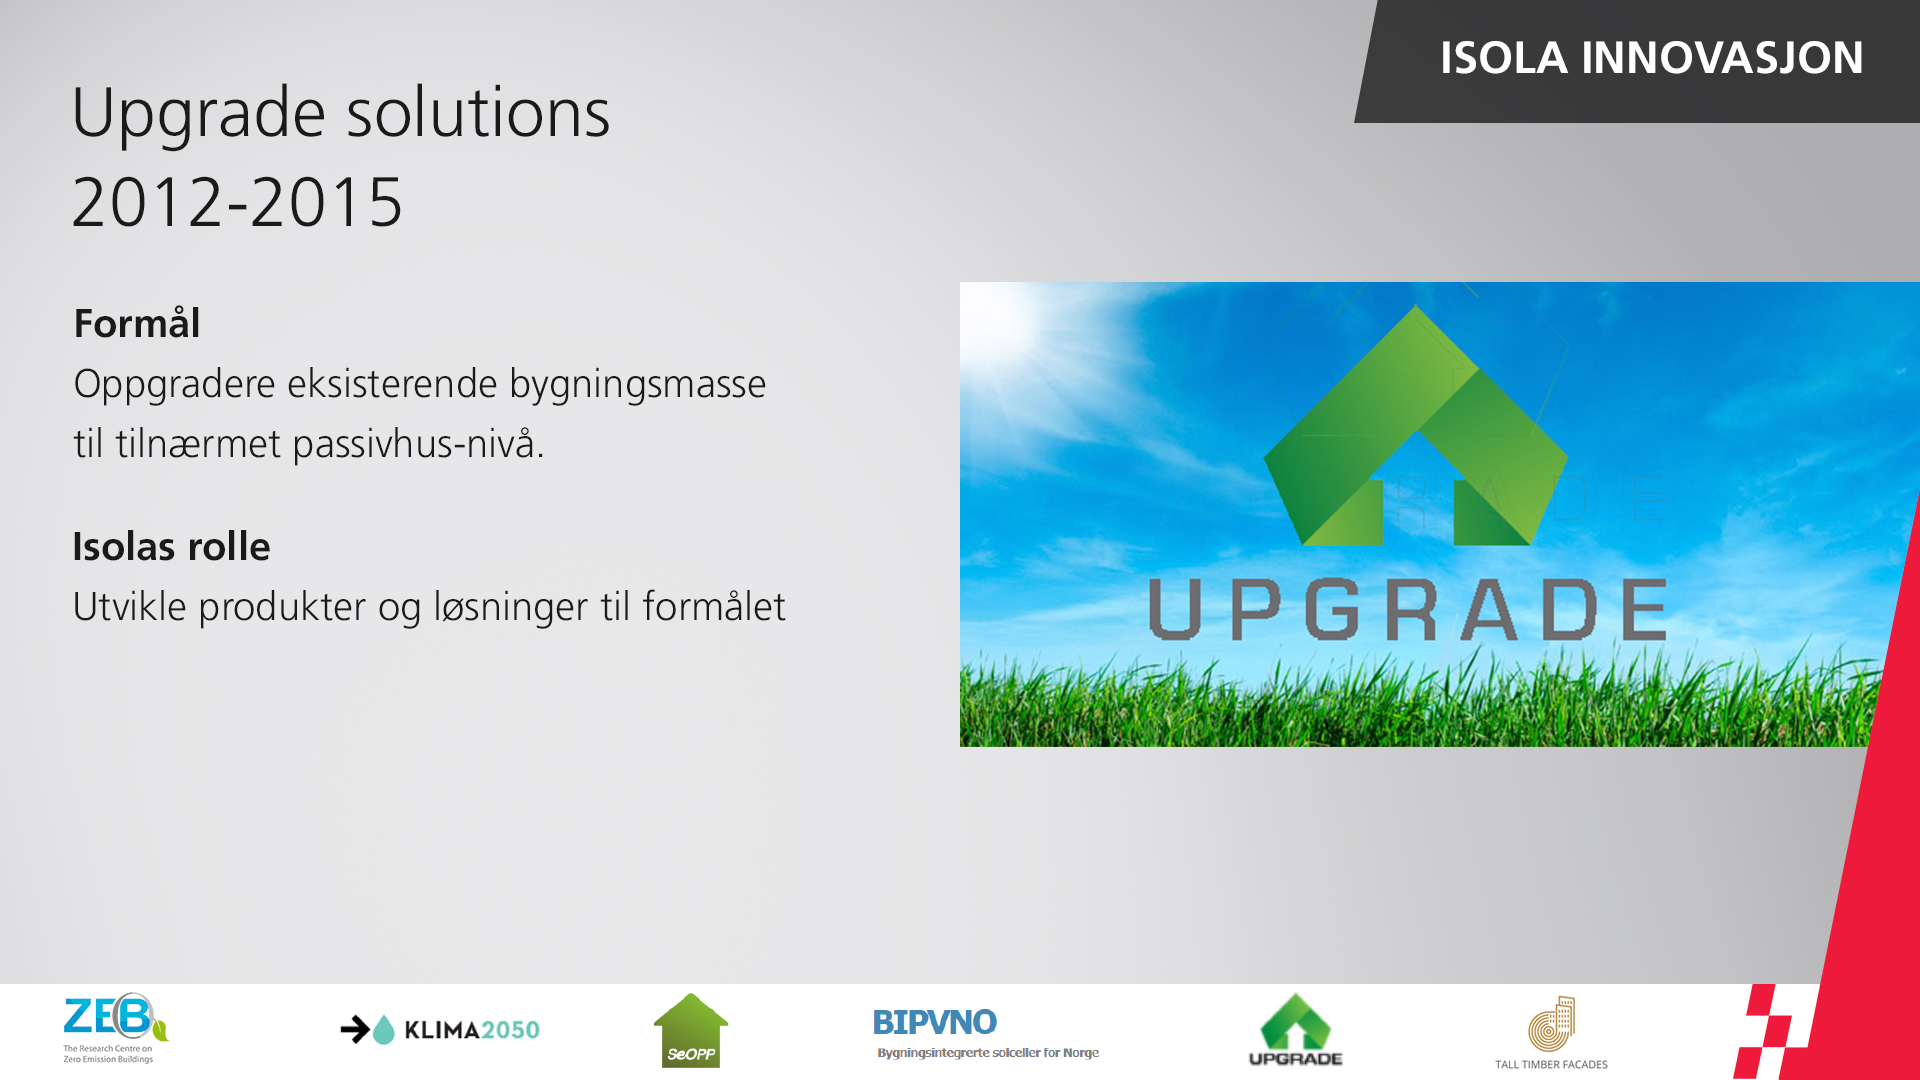 ISOLA INNOVASJON
Upgrade solutions
2012-2015
Formål
Oppgradere eksisterende bygningsmasse
til tilnærmet passivhus-nivå.
Isolas rolle
Utvikle produkter og løsninger til formålet
RADE
UPGRADE
ZEB
The Research Centre on
Zero Emission Buildings
KLIMA2050
SeOPP
BIPVNO
Bygningsintegrerte solceller for Norge
UPGRADE
TALL TIMBER FACADES